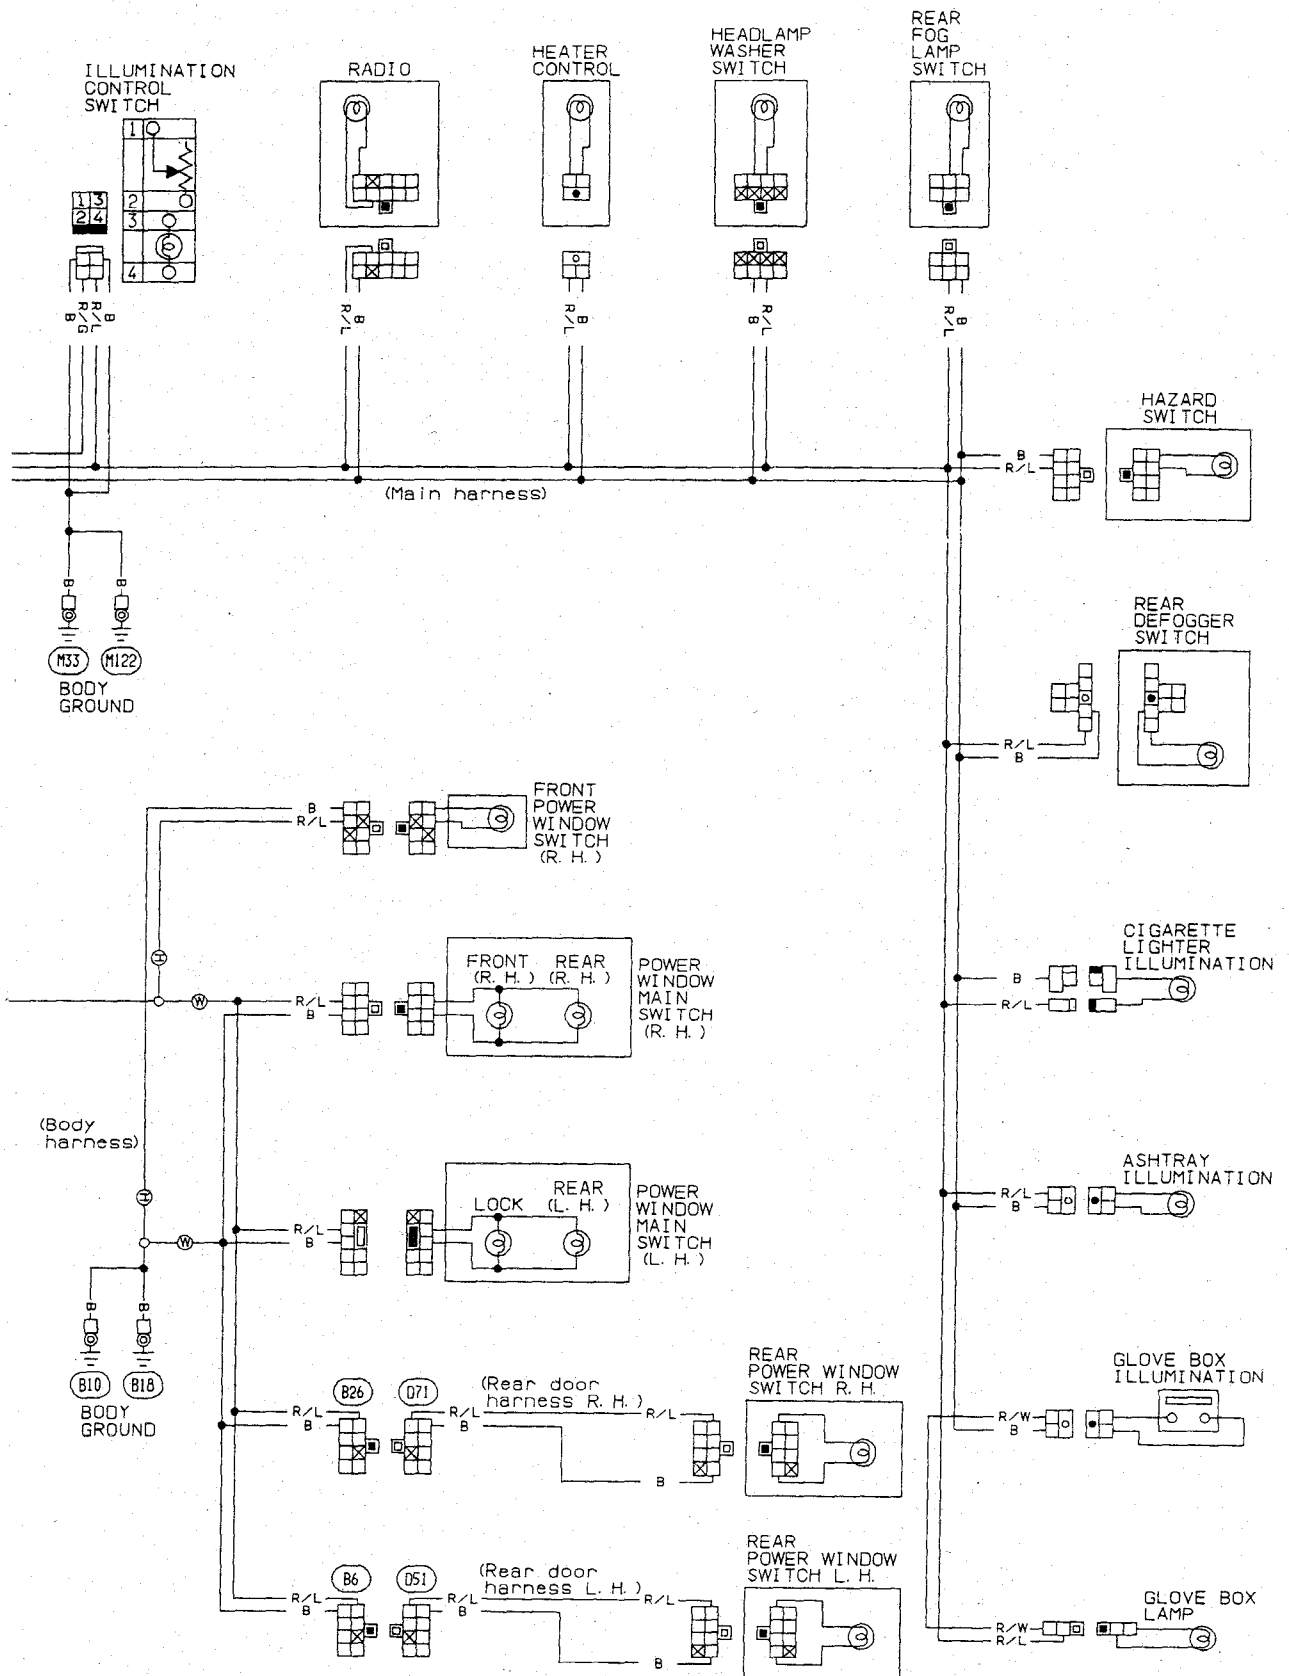 REAR
FOG
LAMP
SWITCH
HEADLAMP
WASHER
SWITCH
HEATER
CONTROL
RADIO
ILLUMINATION
CONTROL
SWITCH
1
2
3
4
1 3
2 4
B
R/G
R/L
B
R/L
B
R/L
B
B
R/L
R/L
B
HAZARD
SWITCH
B
R/L
(Main harness)
B
B
M33
M122
BODY
GROUND
REAR
DEFOGGER
SWITCH
R/L
B
FRONT
POWER
WINDOW
SWITCH
(R. H.)
B
R/L
CIGARETTE
LIGHTER
ILLUMINATION
B
R/L
H
W
FRONT
(R. H.)
REAR
(R. H.)
POWER
WINDOW
MAIN
SWITCH
(R. H.)
R/L
B
(Body
harness)
ASHTRAY
ILLUMINATION
R/L
B
H
W
LOCK
REAR
(L. H.)
POWER
WINDOW
MAIN
SWITCH
(L. H.)
R/L
B
B
B
B10
B18
BODY
GROUND
REAR
POWER WINDOW
SWITCH R. H.
GLOVE BOX
ILLUMINATION
R/W
B
B26
D71
(Rear door
harness R. H.)
R/L
B
R/L
B
R/L
B
REAR
POWER WINDOW
SWITCH L. H.
B6
D51
(Rear door
harness L. H.)
R/L
B
R/L
B
R/L
B
GLOVE BOX
LAMP
R/W
R/L